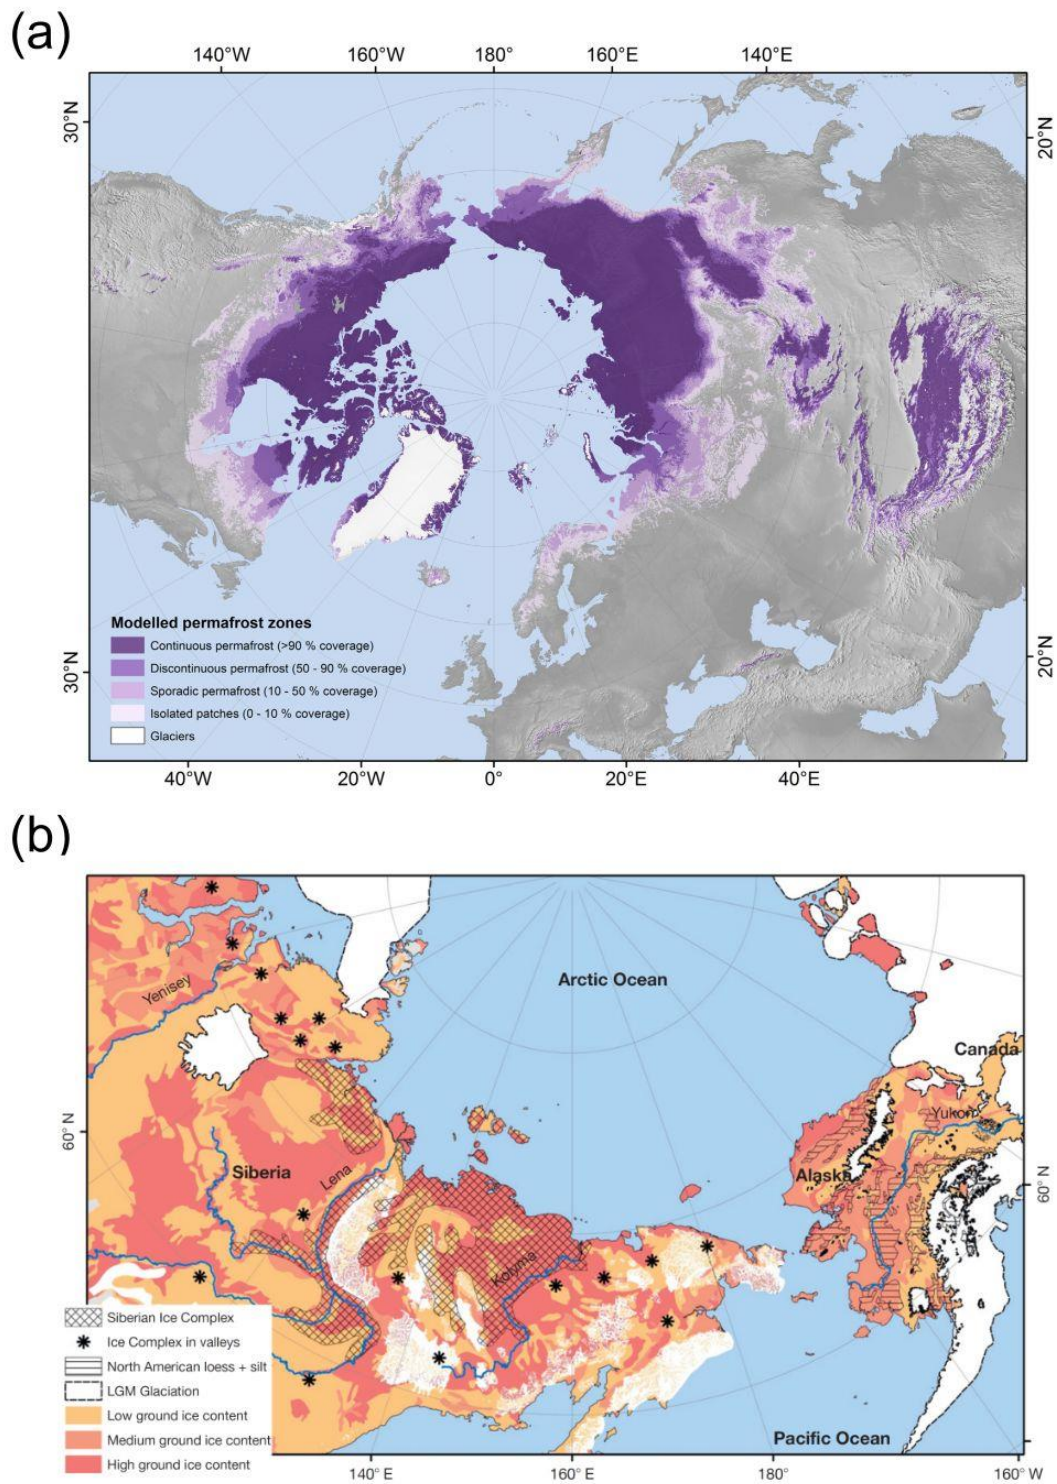 (a)
140°W 160°W 180° 160°E 140°E
30°N
20°N
30°N
20°N
Modelled permafrost zones
Continuous permafrost (>90 % coverage)
Discontinuous permafrost (50 - 90 % coverage)
Sporadic permafrost (10 - 50 % coverage)
Isolated patches (0 - 10 % coverage)
Glaciers
40°W 20°W 0° 20°E 40°E
(b)
Arctic Ocean
Yenisey
Canada
Yukon
60° N
Siberia
Lena
Alaska
60° N
Kolyma
Siberian Ice Complex
Ice Complex in valleys
North American loess + silt
LGM Glaciation
Low ground ice content
Medium ground ice content
High ground ice content
Pacific Ocean
140° E 160° E 180° 160° W